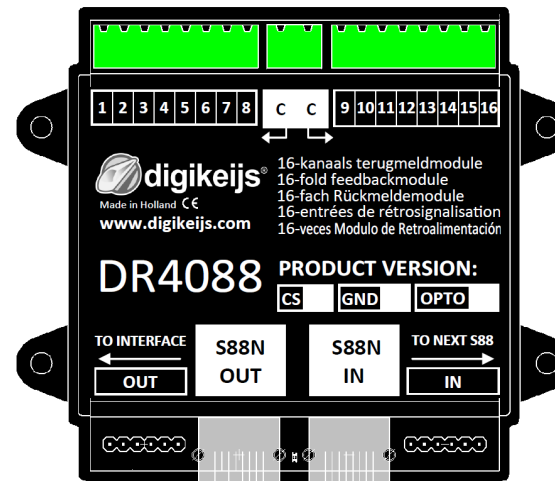 1 2 3 4 5 6 7 8 C C 9 10 11 12 13 14 15 16
digikeijs®
Made in Holland CE
www.digikeijs.com
16-kanaals terugmeldmodule
16-fold feedbackmodule
16-fach Rückmeldemodule
16-entrées de rétrosignalisation
16-veces Modulo de Retroalimentación
DR4088
PRODUCT VERSION:
CS GND OPTO
TO INTERFACE
OUT
S88N
OUT
S88N
IN
TO NEXT S88
IN